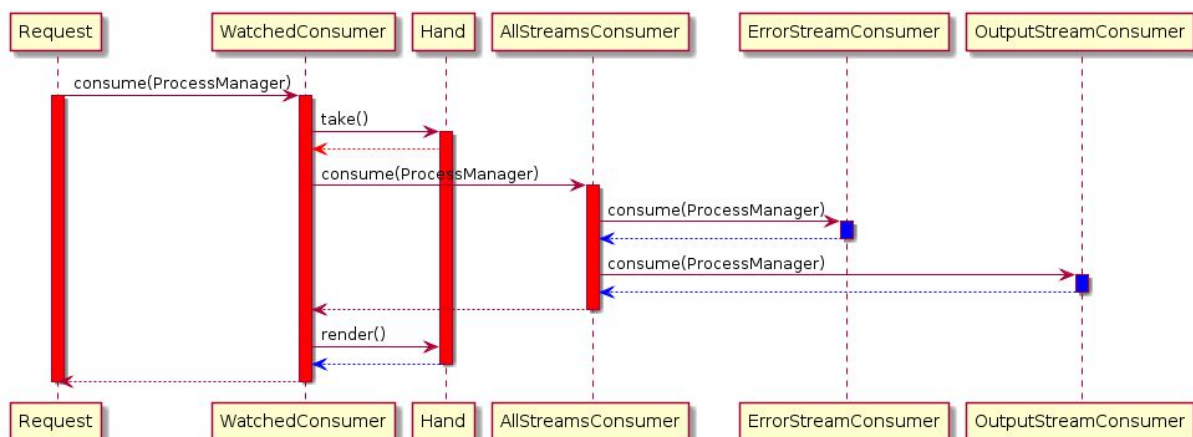 Request WatchedConsumer Hand AllStreamsConsumer ErrorStreamConsumer OutputStreamConsumer
consume(ProcessManager)
take()
consume(ProcessManager)
consume(ProcessManager)
consume(ProcessManager)
render()
Request WatchedConsumer Hand AllStreamsConsumer ErrorStreamConsumer OutputStreamConsumer